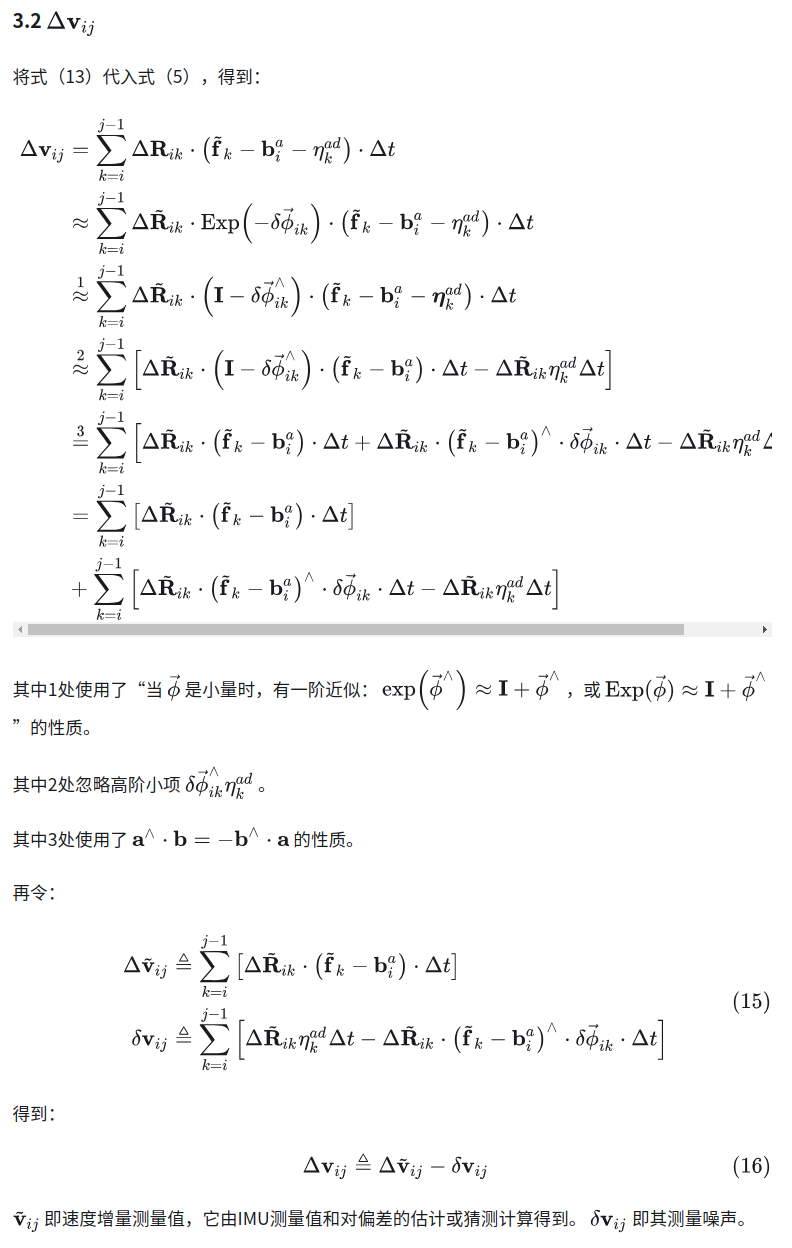 3.2 $\Delta \mathbf{v}_{ij}$
将式（13）代入式（5），得到：
$\Delta \mathbf{v}_{ij} = \sum_{k=i}^{j-1} \Delta \mathbf{R}_{ik} \cdot \left( \tilde{\mathbf{f}}_k - \mathbf{b}_i^a - \eta_k^{ad} \right) \cdot \Delta t$
$\approx \sum_{k=i}^{j-1} \Delta \tilde{\mathbf{R}}_{ik} \cdot \mathrm{Exp}\left( -\delta \vec{\phi}_{ik} \right) \cdot \left( \tilde{\mathbf{f}}_k - \mathbf{b}_i^a - \eta_k^{ad} \right) \cdot \Delta t$
$\overset{1}{\approx} \sum_{k=i}^{j-1} \Delta \tilde{\mathbf{R}}_{ik} \cdot \left( \mathbf{I} - \delta \vec{\phi}_{ik}^{\wedge} \right) \cdot \left( \tilde{\mathbf{f}}_k - \mathbf{b}_i^a - \boldsymbol{\eta}_k^{ad} \right) \cdot \Delta t$
$\overset{2}{\approx} \sum_{k=i}^{j-1} \left[ \Delta \tilde{\mathbf{R}}_{ik} \cdot \left( \mathbf{I} - \delta \vec{\phi}_{ik}^{\wedge} \right) \cdot \left( \tilde{\mathbf{f}}_k - \mathbf{b}_i^a \right) \cdot \Delta t - \Delta \tilde{\mathbf{R}}_{ik} \eta_k^{ad} \Delta t \right]$
$\overset{3}{=} \sum_{k=i}^{j-1} \left[ \Delta \tilde{\mathbf{R}}_{ik} \cdot \left( \tilde{\mathbf{f}}_k - \mathbf{b}_i^a \right) \cdot \Delta t + \Delta \tilde{\mathbf{R}}_{ik} \cdot \left( \tilde{\mathbf{f}}_k - \mathbf{b}_i^a \right)^{\wedge} \cdot \delta \vec{\phi}_{ik} \cdot \Delta t - \Delta \tilde{\mathbf{R}}_{ik} \eta_k^{ad} \right.$
$= \sum_{k=i}^{j-1} \left[ \Delta \tilde{\mathbf{R}}_{ik} \cdot \left( \tilde{\mathbf{f}}_k - \mathbf{b}_i^a \right) \cdot \Delta t \right]$
$+ \sum_{k=i}^{j-1} \left[ \Delta \tilde{\mathbf{R}}_{ik} \cdot \left( \tilde{\mathbf{f}}_k - \mathbf{b}_i^a \right)^{\wedge} \cdot \delta \vec{\phi}_{ik} \cdot \Delta t - \Delta \tilde{\mathbf{R}}_{ik} \eta_k^{ad} \Delta t \right]$
其中1处使用了“当 $\vec{\phi}$ 是小量时，有一阶近似： $\exp\left( \vec{\phi}^{\wedge} \right) \approx \mathbf{I} + \vec{\phi}^{\wedge}$ ，或 $\mathrm{Exp}(\vec{\phi}) \approx \mathbf{I} + \vec{\phi}^{\wedge}$
”的性质。
其中2处忽略高阶小项 $\delta \vec{\phi}_{ik}^{\wedge} \eta_k^{ad}$ 。
其中3处使用了 $\mathbf{a}^{\wedge} \cdot \mathbf{b} = -\mathbf{b}^{\wedge} \cdot \mathbf{a}$ 的性质。
再令：
$\Delta \tilde{\mathbf{v}}_{ij} \triangleq \sum_{k=i}^{j-1} \left[ \Delta \tilde{\mathbf{R}}_{ik} \cdot \left( \tilde{\mathbf{f}}_k - \mathbf{b}_i^a \right) \cdot \Delta t \right]$
(15)
$\delta \mathbf{v}_{ij} \triangleq \sum_{k=i}^{j-1} \left[ \Delta \tilde{\mathbf{R}}_{ik} \eta_k^{ad} \Delta t - \Delta \tilde{\mathbf{R}}_{ik} \cdot \left( \tilde{\mathbf{f}}_k - \mathbf{b}_i^a \right)^{\wedge} \cdot \delta \vec{\phi}_{ik} \cdot \Delta t \right]$
得到：
$\Delta \mathbf{v}_{ij} \triangleq \Delta \tilde{\mathbf{v}}_{ij} - \delta \mathbf{v}_{ij}$ (16)
$\tilde{\mathbf{v}}_{ij}$ 即速度增量测量值，它由IMU测量值和对偏差的估计或猜测计算得到。 $\delta \mathbf{v}_{ij}$ 即其测量噪声。